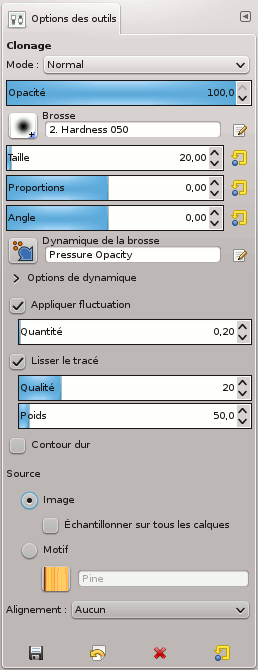 Options des outils
Clonage
Mode : Normal
Opacité 100,0
Brosse
2. Hardness 050
Taille 20,00
Proportions 0,00
Angle 0,00
Dynamique de la brosse
Pressure Opacity
Options de dynamique
Appliquer fluctuation
Quantité 0,20
Lisser le tracé
Qualité 20
Poids 50,0
Contour dur
Source
Image
Échantillonner sur tous les calques
Motif
Pine
Alignement : Aucun